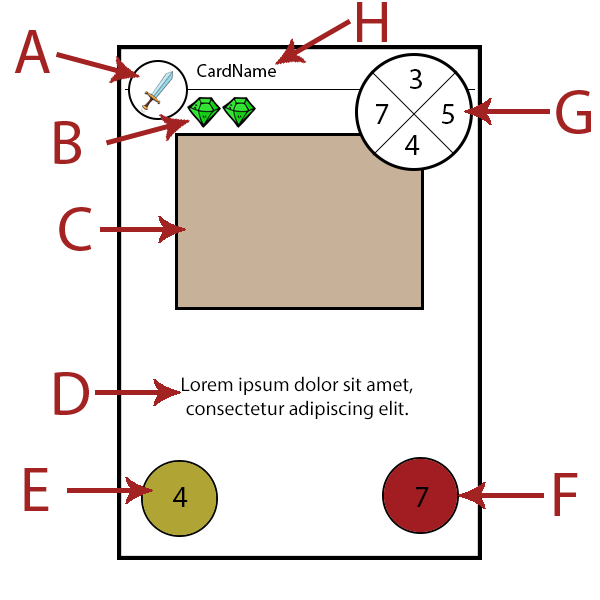 H
A
CardName
3
7 5
4
G
B
C
D
Lorem ipsum dolor sit amet,
consectetur adipiscing elit.
E
4
7
F